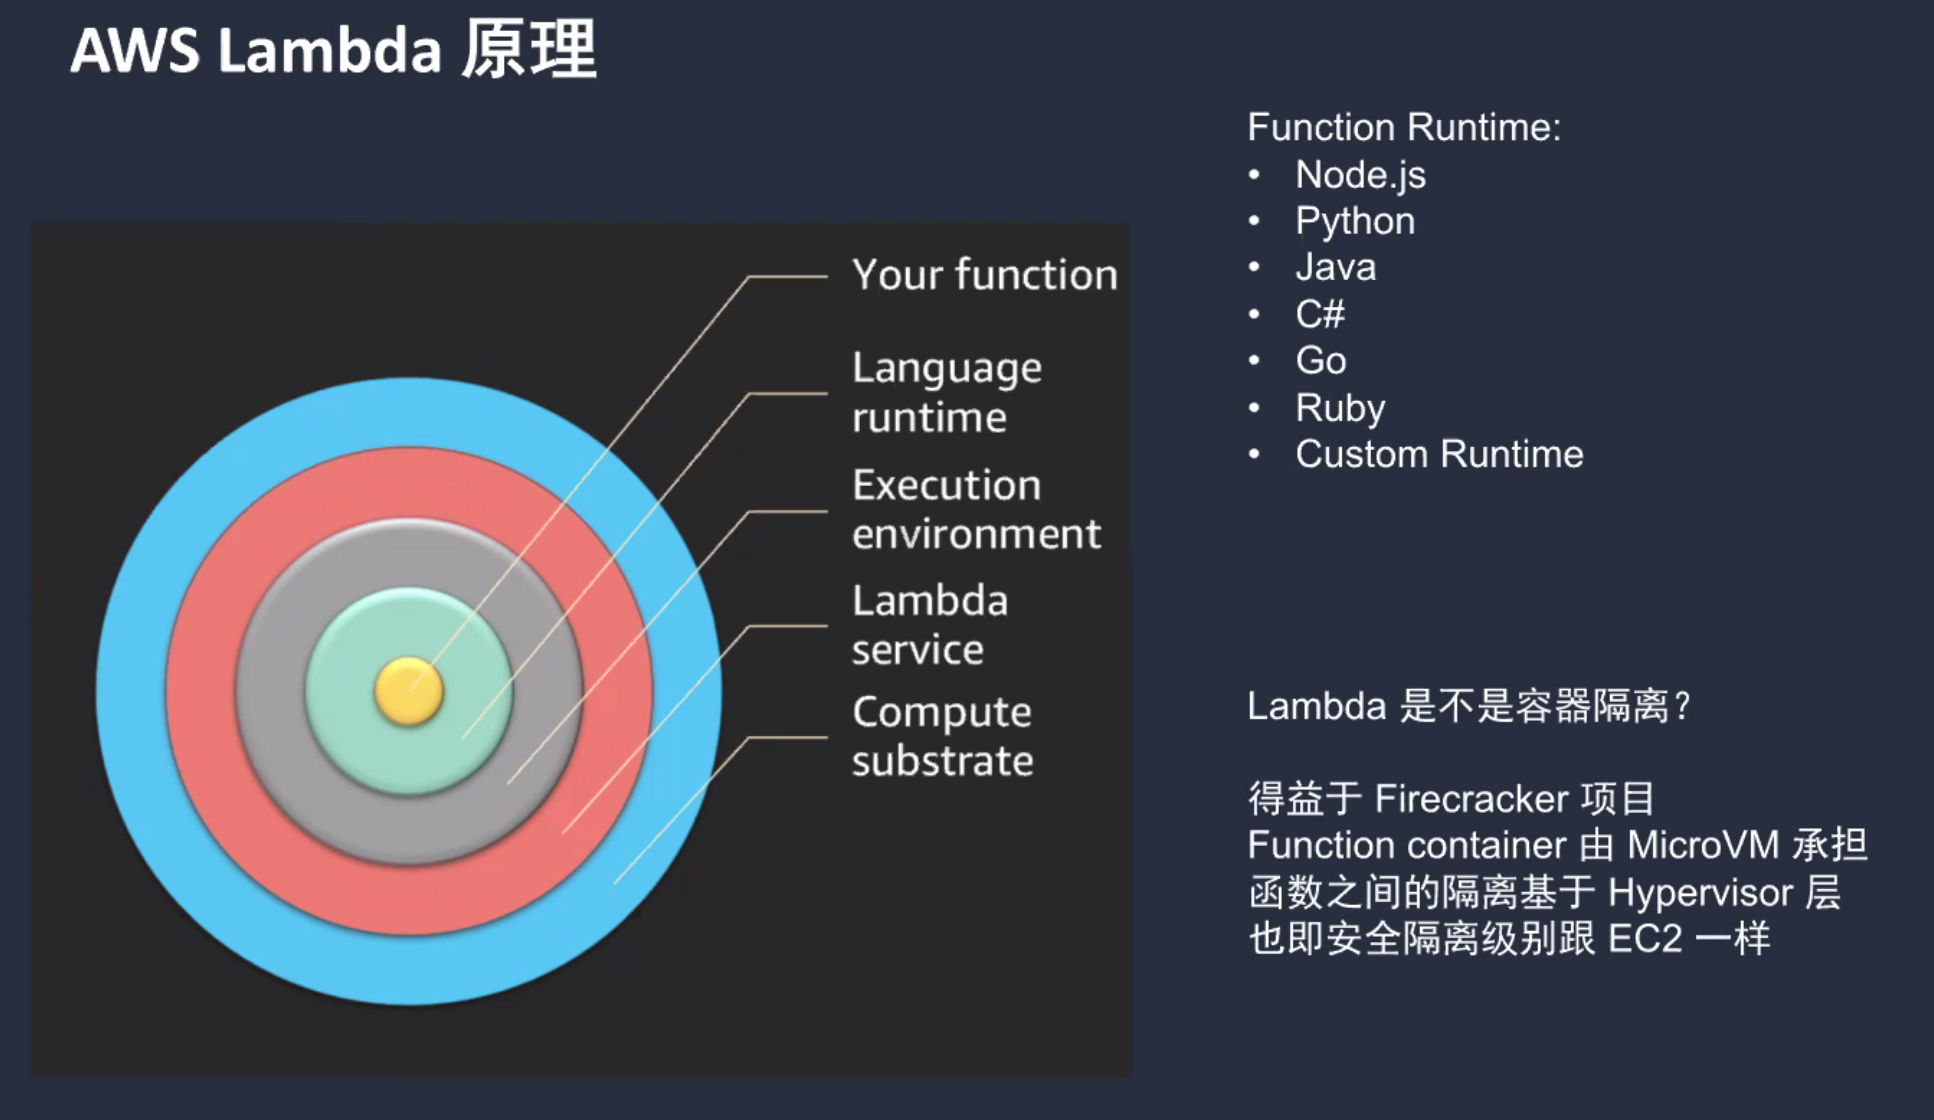 AWS Lambda 原理
Your function
Language
runtime
Execution
environment
Lambda
service
Compute
substrate
Function Runtime:
• Node.js
• Python
• Java
• C#
• Go
• Ruby
• Custom Runtime
Lambda 是不是容器隔离?
得益于 Firecracker 项目
Function container 由 MicroVM 承担
函数之间的隔离基于 Hypervisor 层
也即安全隔离级别跟 EC2 一样